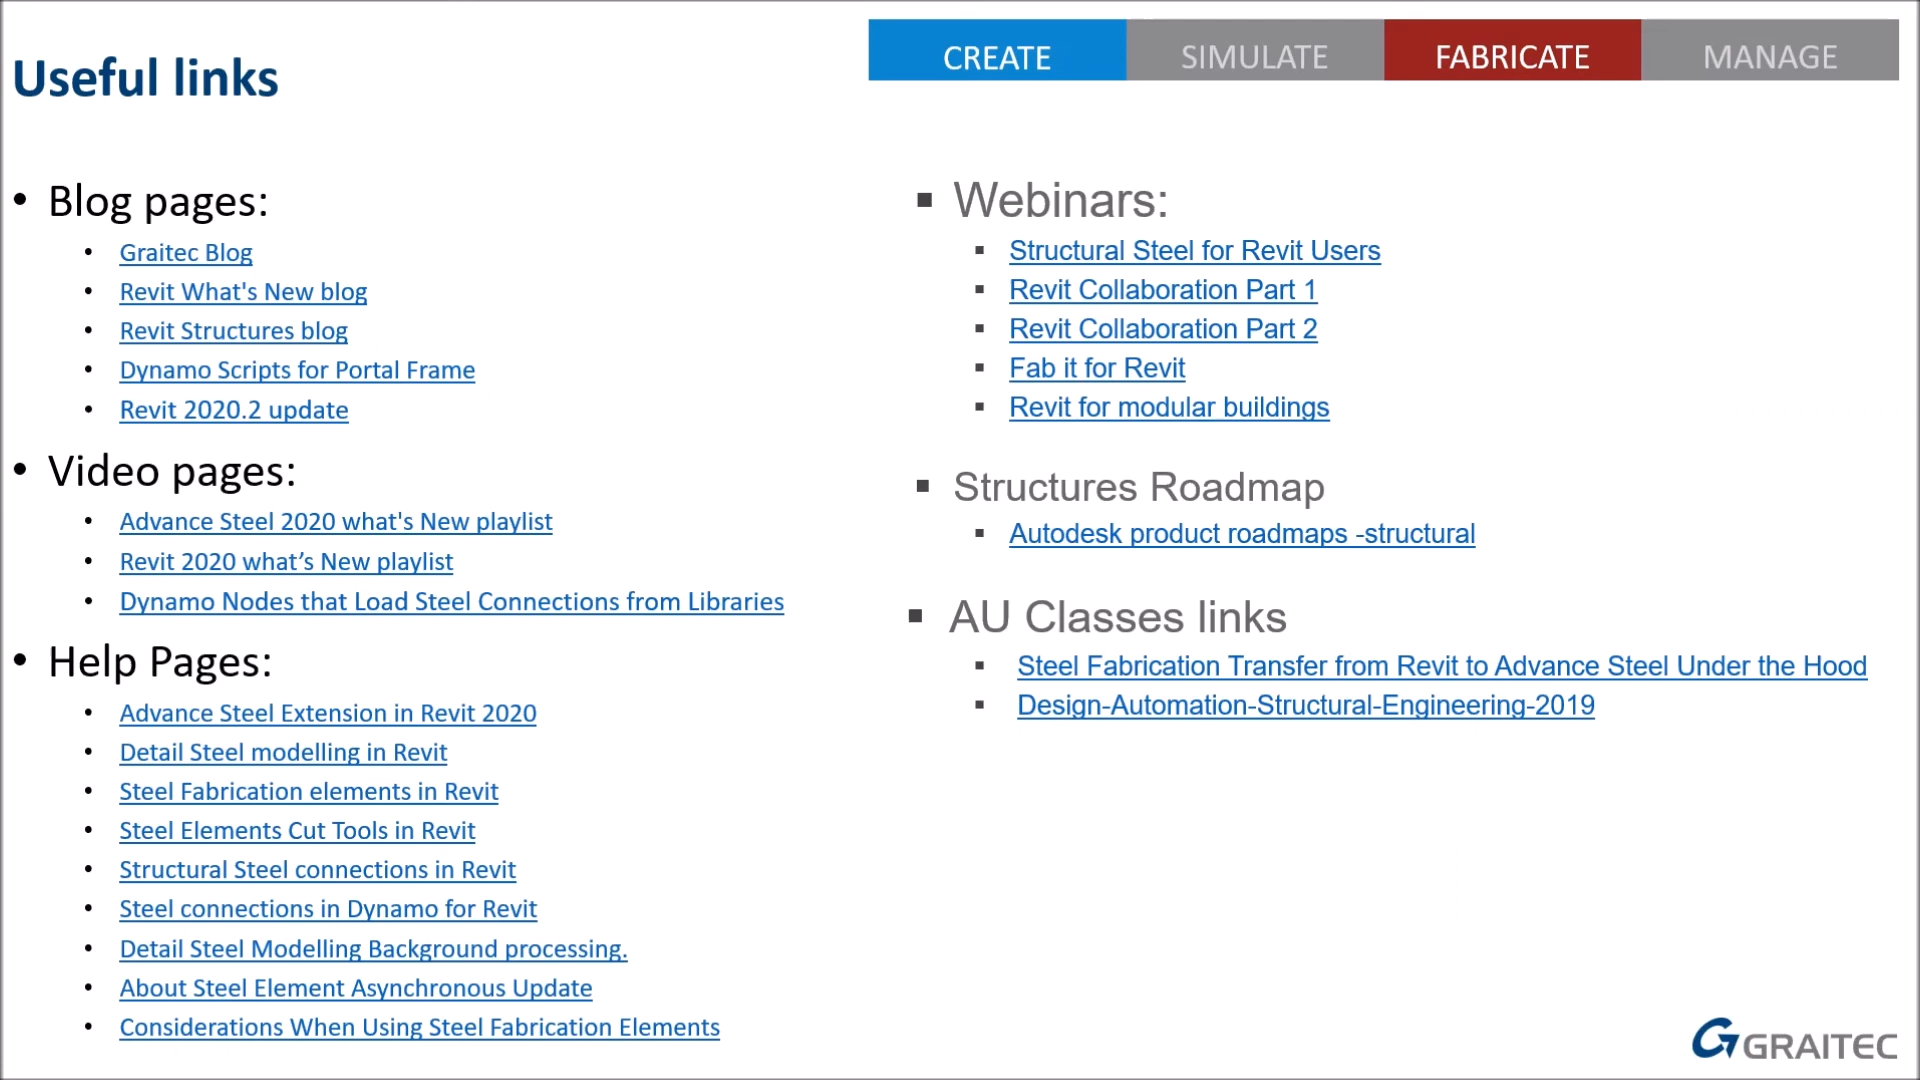 Useful links
CREATE
SIMULATE
FABRICATE
MANAGE
• Blog pages:
• Graitec Blog
• Revit What's New blog
• Revit Structures blog
• Dynamo Scripts for Portal Frame
• Revit 2020.2 update
• Video pages:
• Advance Steel 2020 what's New playlist
• Revit 2020 what’s New playlist
• Dynamo Nodes that Load Steel Connections from Libraries
• Help Pages:
• Advance Steel Extension in Revit 2020
• Detail Steel modelling in Revit
• Steel Fabrication elements in Revit
• Steel Elements Cut Tools in Revit
• Structural Steel connections in Revit
• Steel connections in Dynamo for Revit
• Detail Steel Modelling Background processing.
• About Steel Element Asynchronous Update
• Considerations When Using Steel Fabrication Elements
▪ Webinars:
▪ Structural Steel for Revit Users
▪ Revit Collaboration Part 1
▪ Revit Collaboration Part 2
▪ Fab it for Revit
▪ Revit for modular buildings
▪ Structures Roadmap
▪ Autodesk product roadmaps -structural
▪ AU Classes links
▪ Steel Fabrication Transfer from Revit to Advance Steel Under the Hood
▪ Design-Automation-Structural-Engineering-2019
GRAITEC